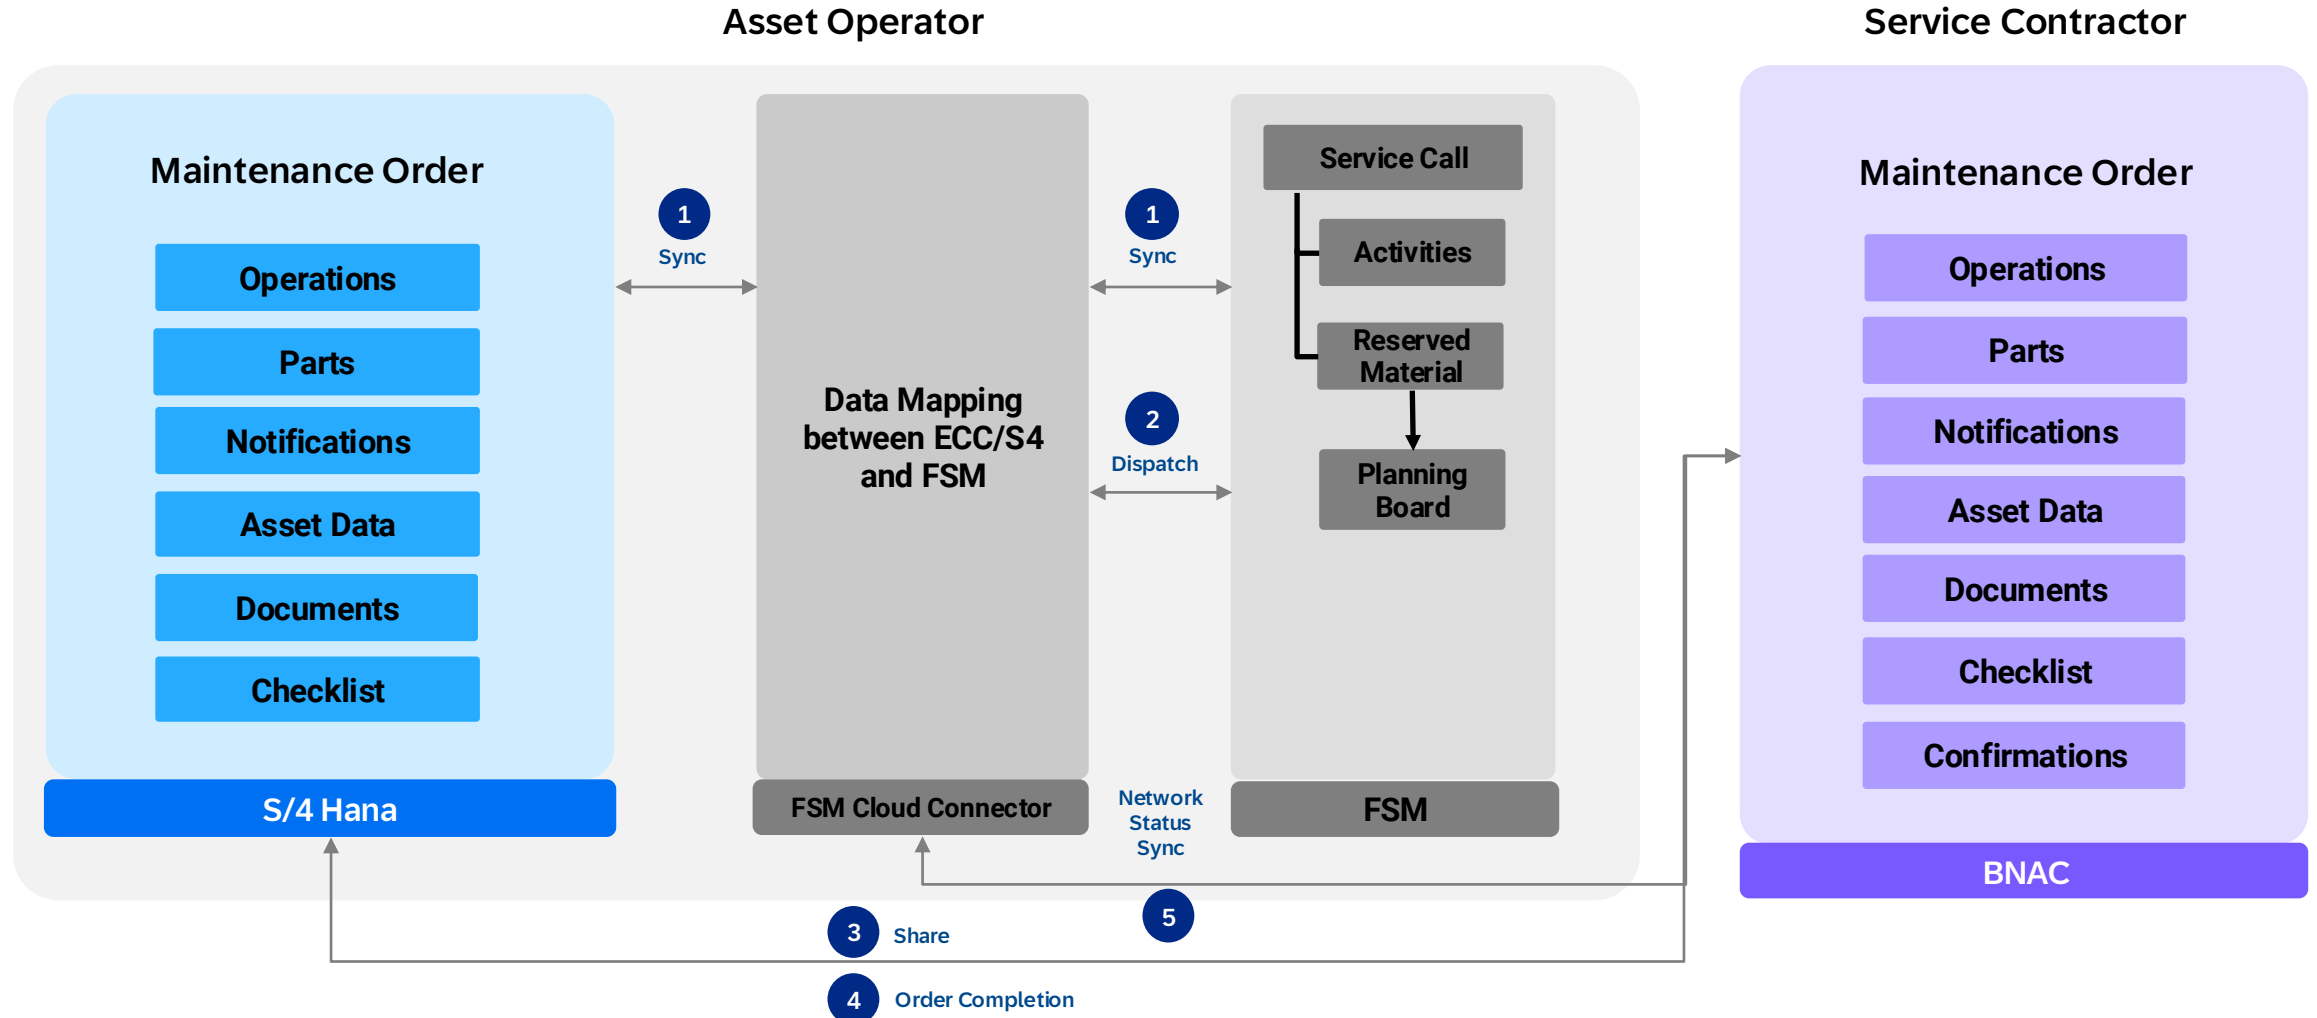 Asset Operator
Service Contractor
Maintenance Order
Operations
Parts
Notifications
Asset Data
Documents
Checklist
S/4 Hana
1
Sync
Data Mapping
between ECC/S4
and FSM
FSM Cloud Connector
1
Sync
2
Dispatch
Network
Status
Sync
5
Service Call
Activities
Reserved
Material
Planning
Board
FSM
3
Share
4
Order Completion
Maintenance Order
Operations
Parts
Notifications
Asset Data
Documents
Checklist
Confirmations
BNAC